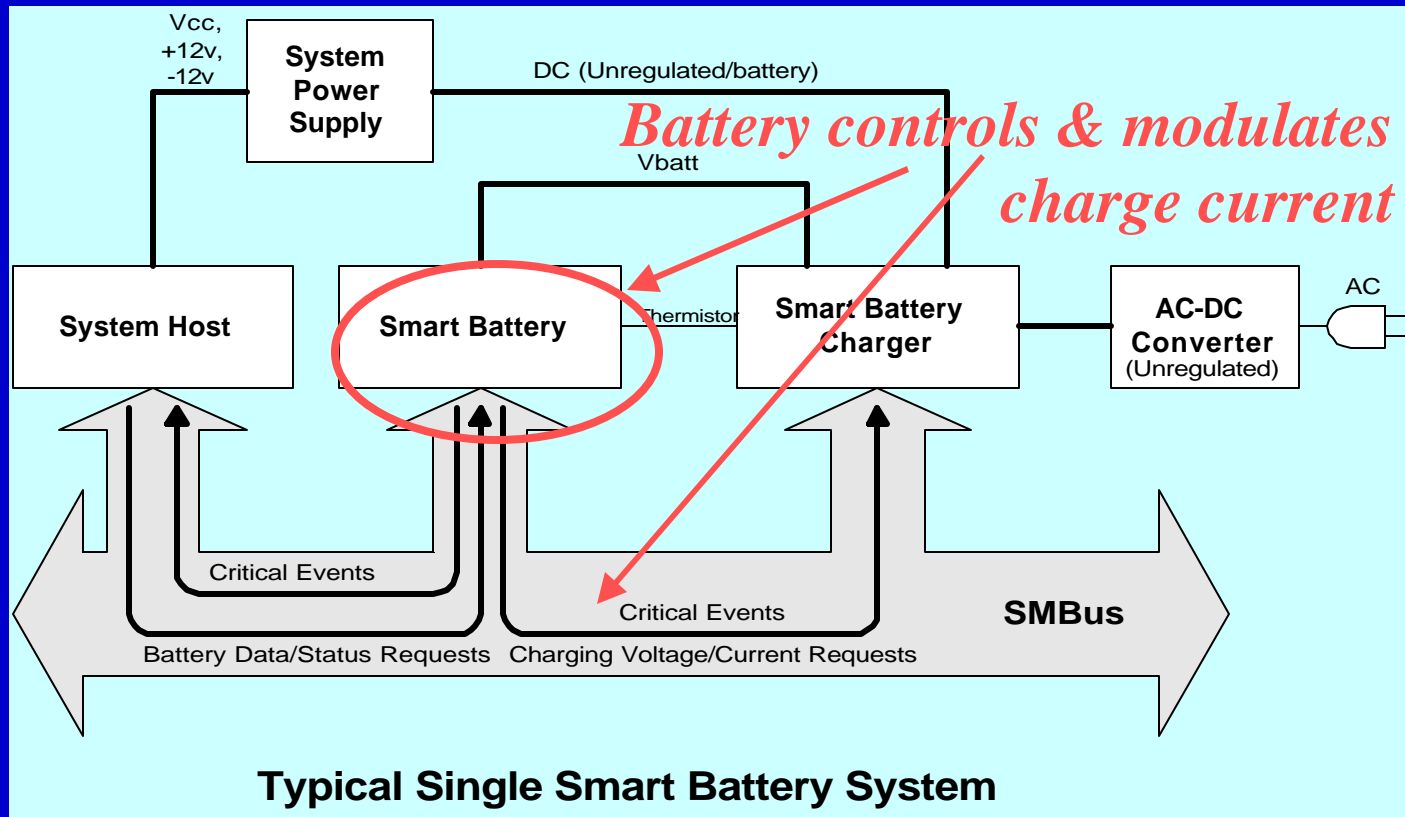 Vcc,
+12v,
-12v
System
Power
Supply
DC (Unregulated/battery)
Battery controls & modulates
charge current
Vbatt
System Host
Smart Battery
Thermistor
Smart Battery
Charger
AC-DC
Converter
(Unregulated)
AC
Critical Events
Battery Data/Status Requests
Critical Events
Charging Voltage/Current Requests
SMBus
Typical Single Smart Battery System